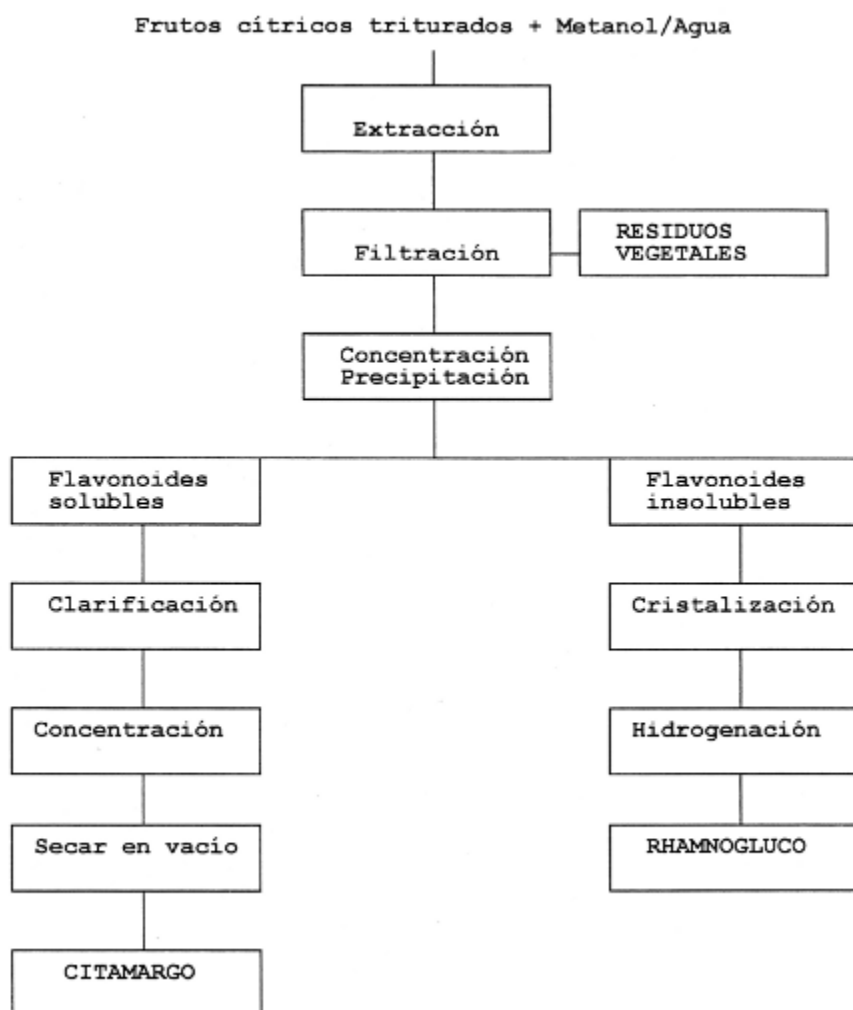 Frutos cítricos triturados + Metanol/Agua
Extracción
Filtración
RESIDUOS
VEGETALES
Concentración
Precipitación
Flavonoides
solubles
Clarificación
Concentración
Secar en vacío
CITAMARGO
Flavonoides
insolubles
Cristalización
Hidrogenación
RHAMNOGLUCO